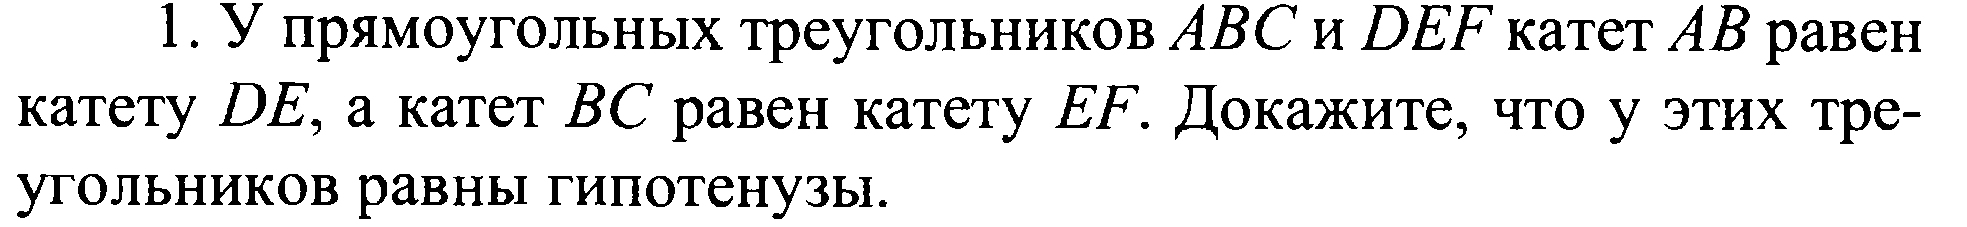 1. У прямоугольных треугольников ABC и DEF катет AB равен
катету DE, а катет BC равен катету EF. Докажите, что у этих тре-
угольников равны гипотенузы.